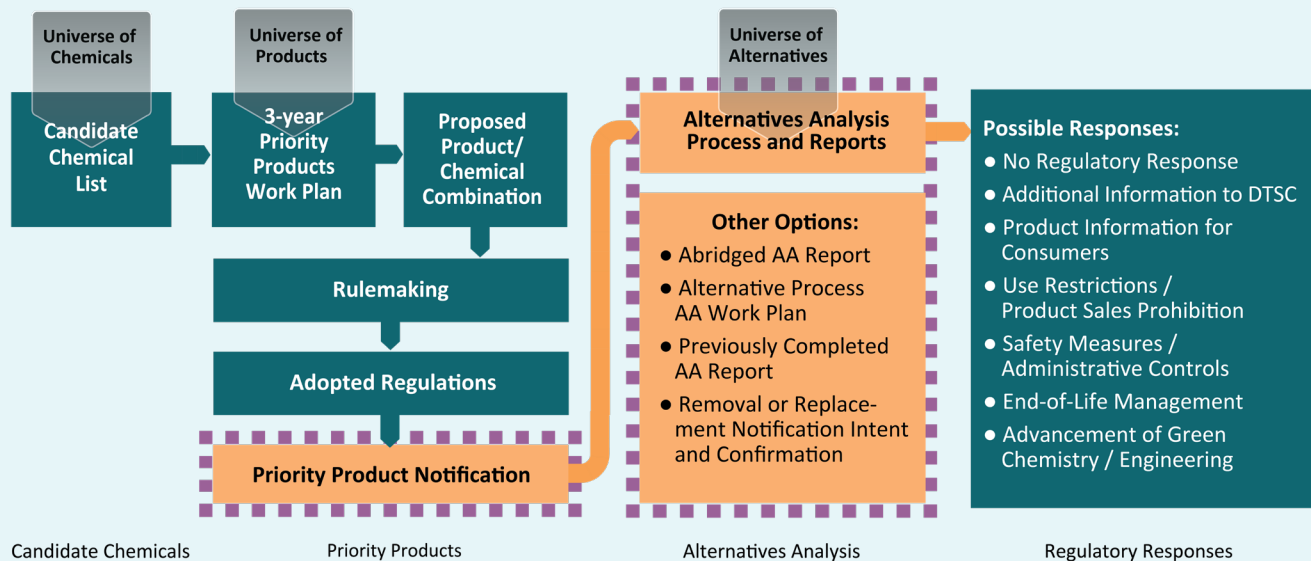 Universe of
Chemicals
Candidate
Chemical
List
Universe of
Products
3-year
Priority
Products
Work Plan
Proposed
Product/
Chemical
Combination
Rulemaking
Adopted Regulations
Priority Product Notification
Universe of
Alternatives
Alternatives Analysis
Process and Reports
Other Options:
● Abridged AA Report
● Alternative Process
AA Work Plan
● Previously Completed
AA Report
● Removal or Replace-
ment Notification Intent
and Confirmation
Possible Responses:
● No Regulatory Response
● Additional Information to DTSC
● Product Information for
Consumers
● Use Restrictions /
Product Sales Prohibition
● Safety Measures /
Administrative Controls
● End-of-Life Management
● Advancement of Green
Chemistry / Engineering
Candidate Chemicals
Priority Products
Alternatives Analysis
Regulatory Responses